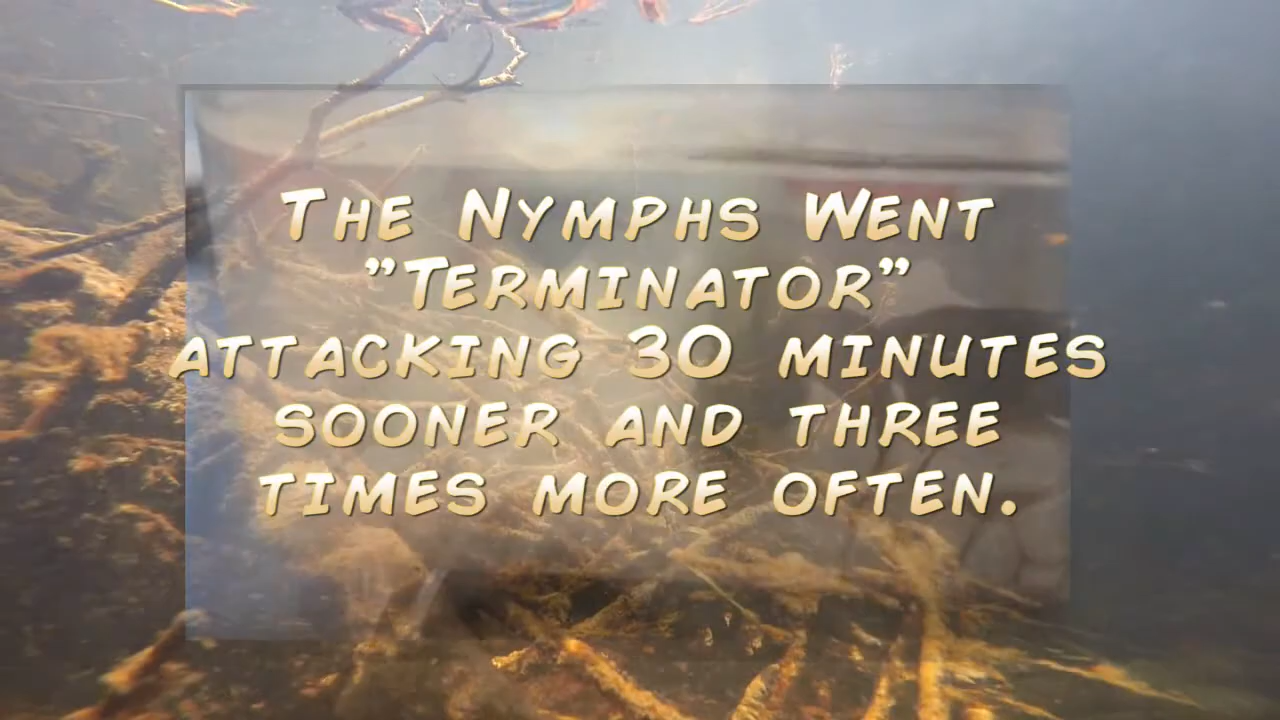 The Nymphs Went
"Terminator"
attacking 30 minutes
sooner and three
times more often.